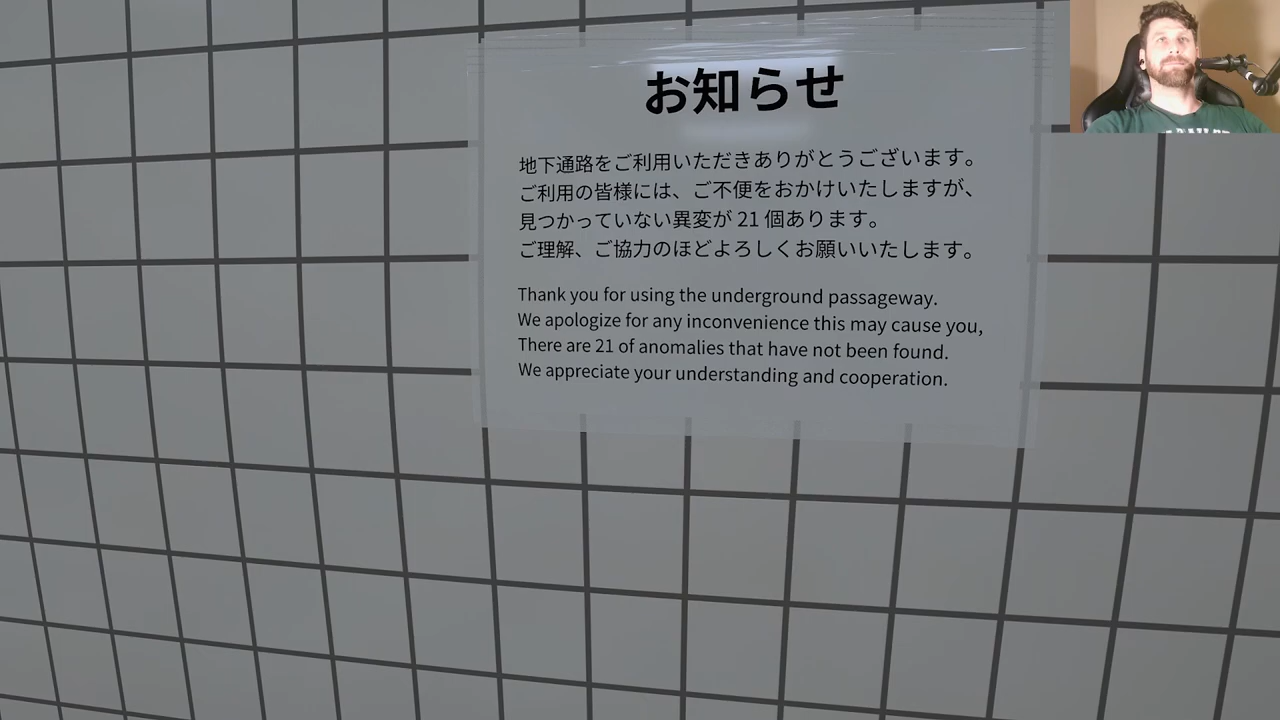 お知らせ
地下通路をご利用いただきありがとうございます。
ご利用の皆様には、ご不便をおかけいたしますが、
見つかっていない異変が 21 個あります。
ご理解、ご協力のほどよろしくお願いいたします。
Thank you for using the underground passageway.
We apologize for any inconvenience this may cause you,
There are 21 of anomalies that have not been found.
We appreciate your understanding and cooperation.